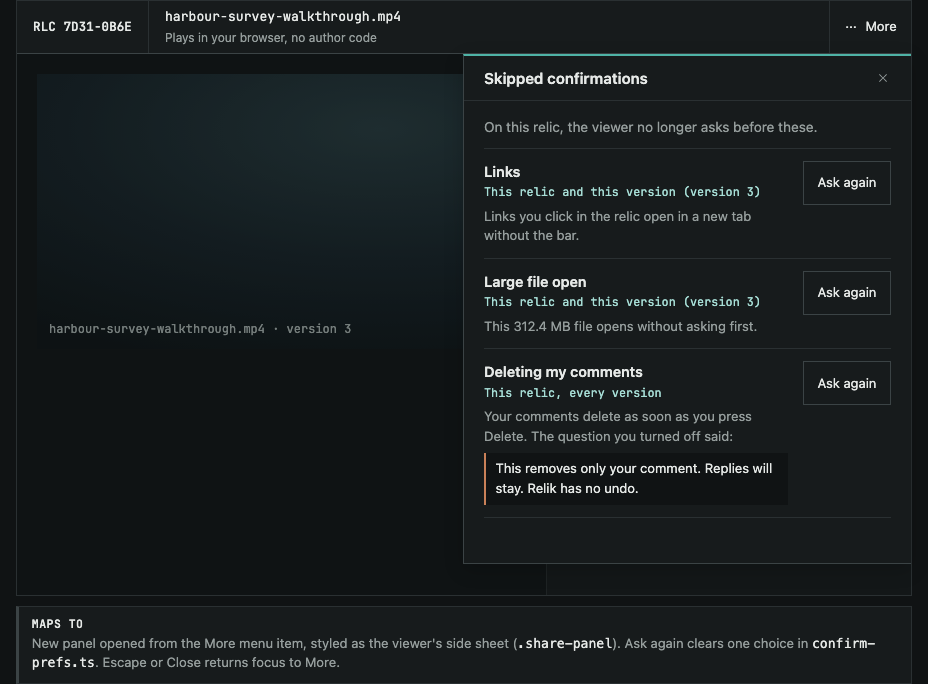 RLC 7D31-0B6E
harbour-survey-walkthrough.mp4
Plays in your browser, no author code
··· More
Skipped confirmations
×
On this relic, the viewer no longer asks before these.
Links
This relic and this version (version 3)
Links you click in the relic open in a new tab
without the bar.
Ask again
Large file open
This relic and this version (version 3)
This 312.4 MB file opens without asking first.
Ask again
Deleting my comments
This relic, every version
Your comments delete as soon as you press
Delete. The question you turned off said:
This removes only your comment. Replies will
stay. Relik has no undo.
Ask again
harbour-survey-walkthrough.mp4 · version 3
MAPS TO
New panel opened from the More menu item, styled as the viewer's side sheet (.share-panel). Ask again clears one choice in confirm-
prefs.ts. Escape or Close returns focus to More.